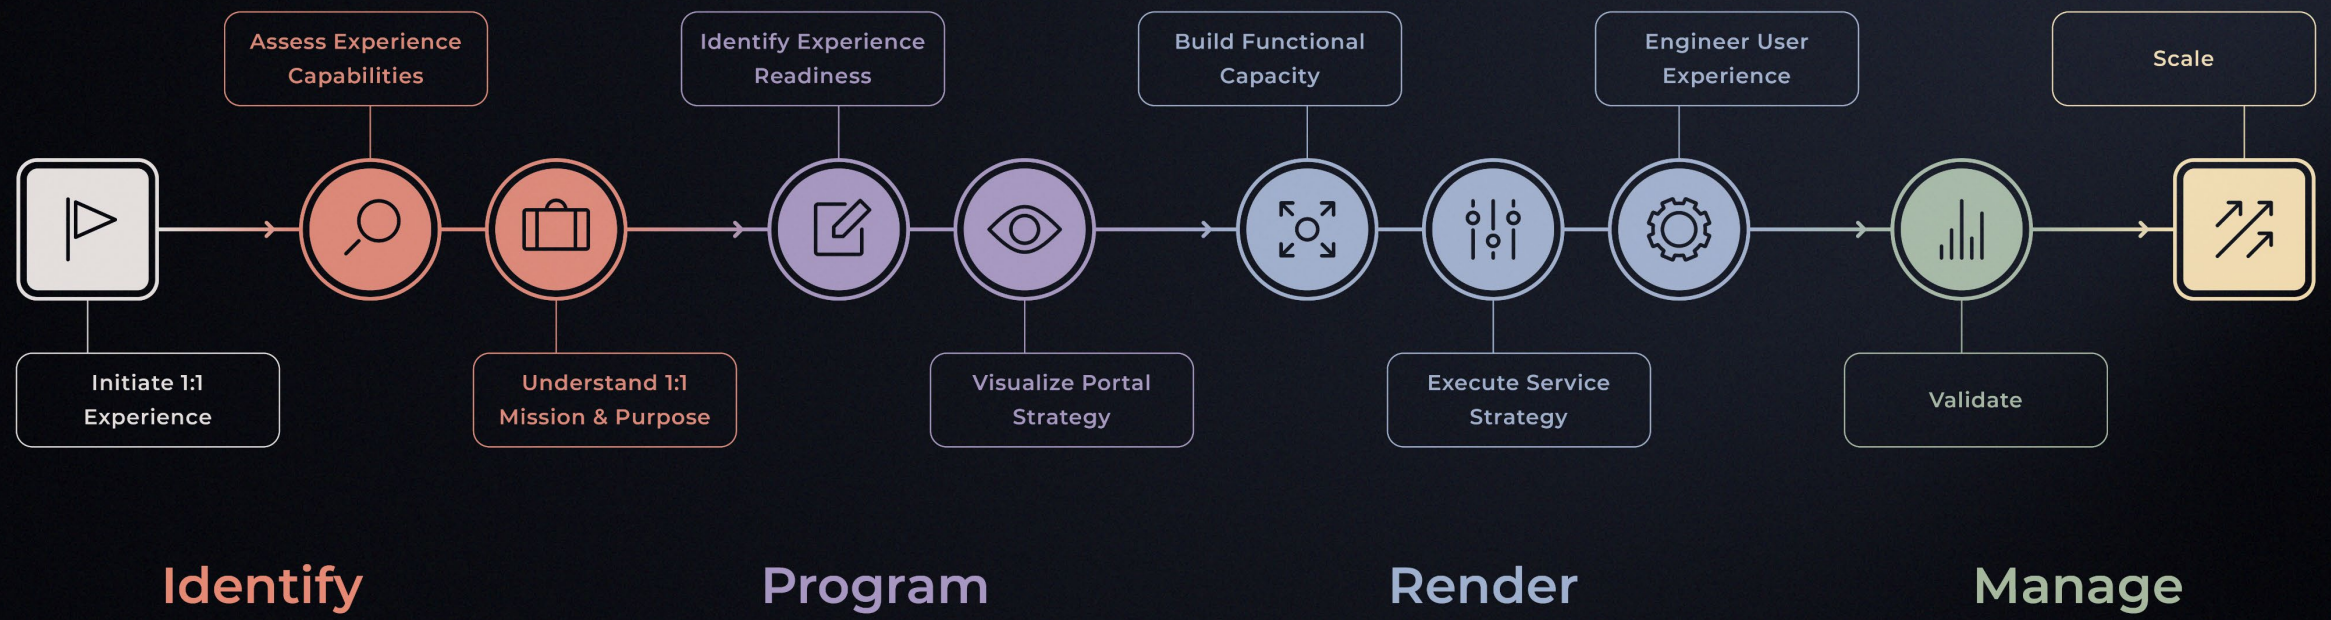 Assess Experience
Capabilities
Identify Experience
Readiness
Build Functional
Capacity
Engineer User
Experience
Scale
Initiate 1:1
Experience
Understand 1:1
Mission & Purpose
Visualize Portal
Strategy
Execute Service
Strategy
Validate
Identify
Program
Render
Manage